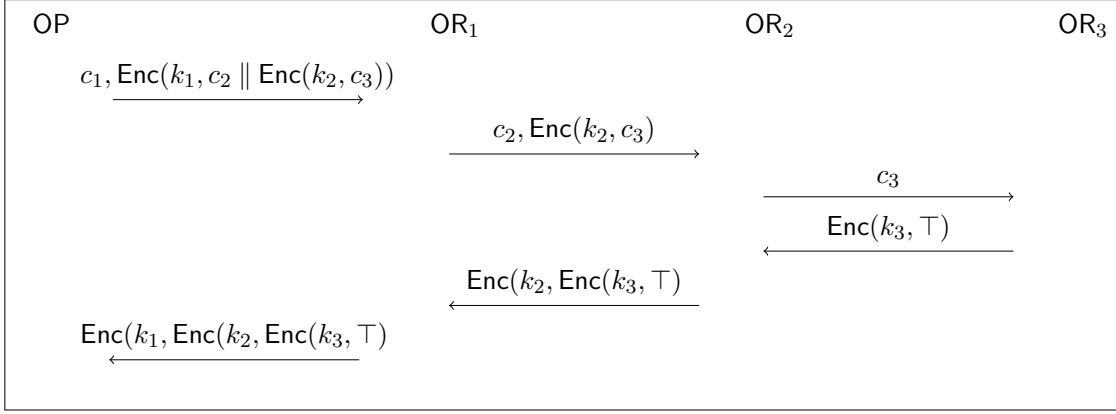 OP OR₁ OR₂ OR₃
c₁, Enc(k₁, c₂ ∥ Enc(k₂, c₃))
c₂, Enc(k₂, c₃)
c₃
Enc(k₃, ⊤)
Enc(k₂, Enc(k₃, ⊤)
Enc(k₁, Enc(k₂, Enc(k₃, ⊤)